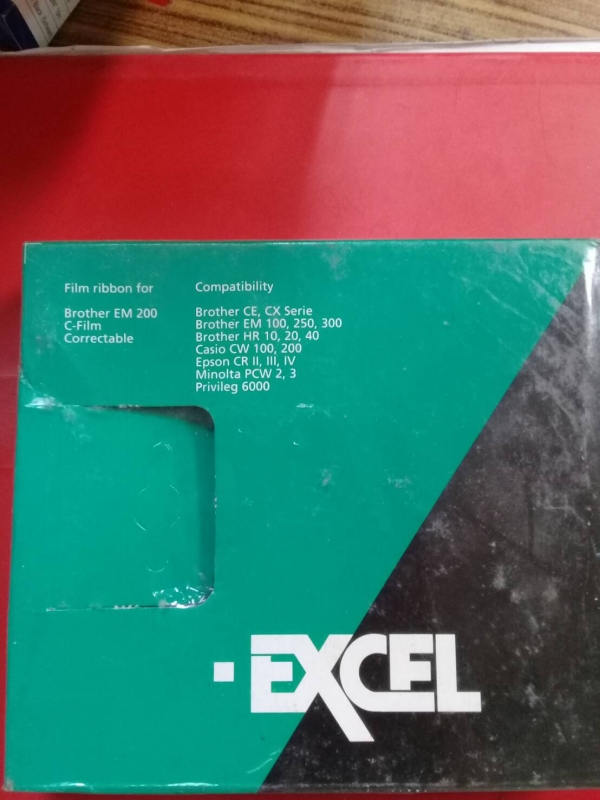 Film ribbon for
Brother EM 200
C-Film
Correctable
Compatibility
Brother CE, CX Serie
Brother EM 100, 250, 300
Brother HR 10, 20, 40
Casio CW 100, 200
Epson CR II, III, IV
Minolta PCW 2, 3
Privileg 6000
EXCEL